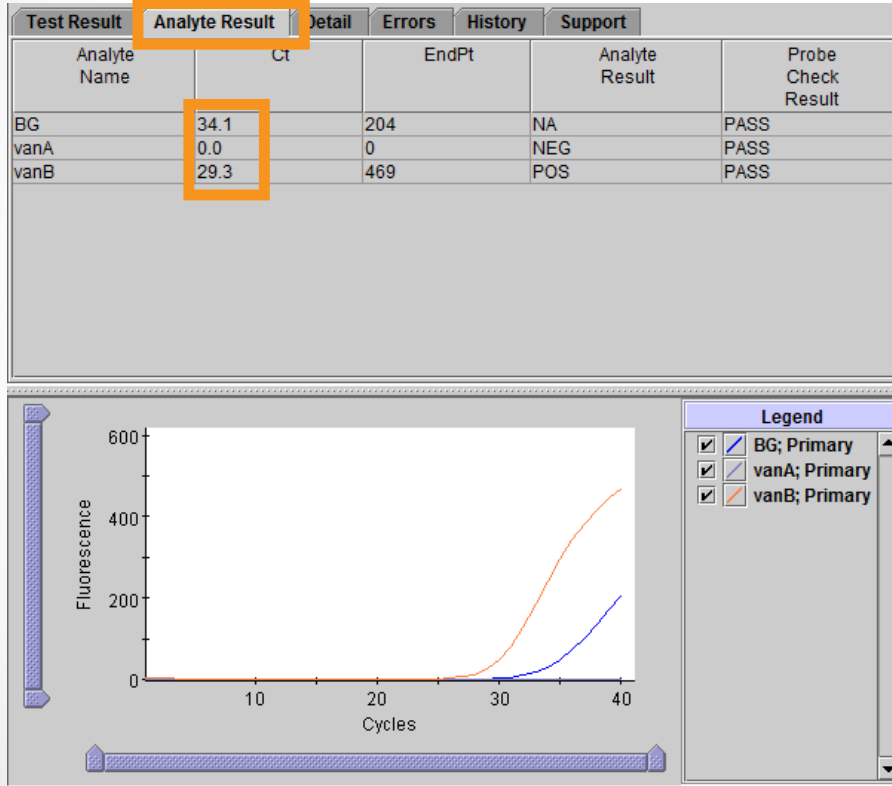 Test Result Analyte Result Detail Errors History Support
Analyte Name Ct EndPt Analyte Result Probe Check Result
BG 34.1 204 NA PASS
vanA 0.0 0 NEG PASS
vanB 29.3 469 POS PASS
Legend
BG; Primary
vanA; Primary
vanB; Primary
600
400
200
0
Fluorescence
10 20 30 40
Cycles